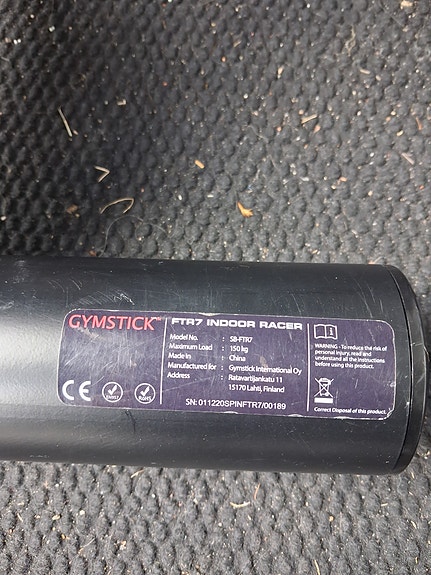 GYMSTICK™
FTR7 INDOOR RACER
Model No. : SB-FTR7
Maximum Load : 150 kg
Made in : China
Manufactured for : Gymstick International Oy
Address : Ratavartijankatu 11
15170 Lahti, Finland
SN: 011220SPINFTR7/00189
CE
RoHS
WARNING: To reduce the risk of
personal injury, read and
understand all the instructions
before using this product.
Correct Disposal of this product.